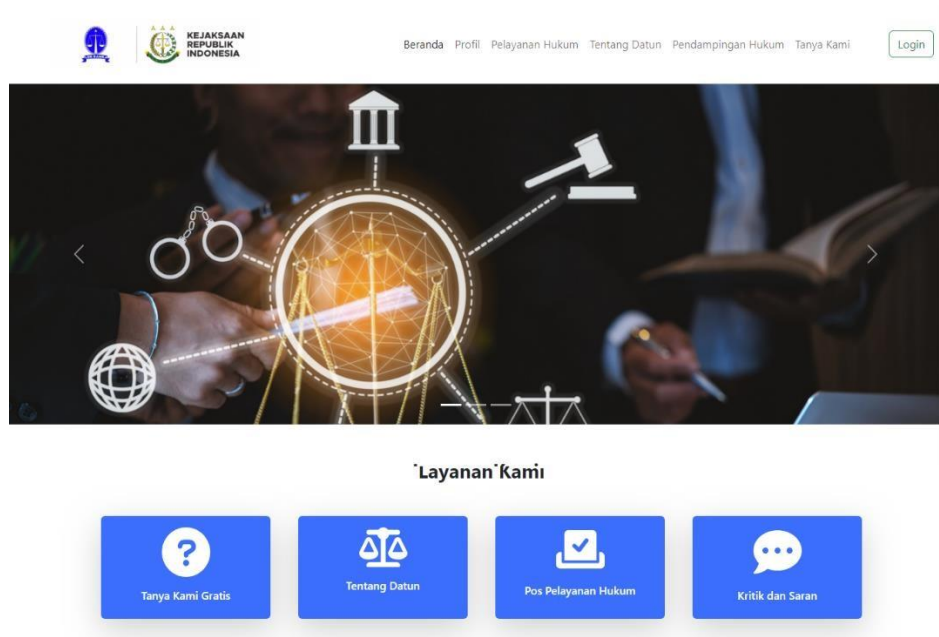 KEJAKSAAN
REPUBLIK
INDONESIA
Beranda Profil Pelayanan Hukum Tentang Datun Pendampingan Hukum Tanya Kami Login
Layanan Kami
Tanya Kami Gratis
Tentang Datun
Pos Pelayanan Hukum
Kritik dan Saran